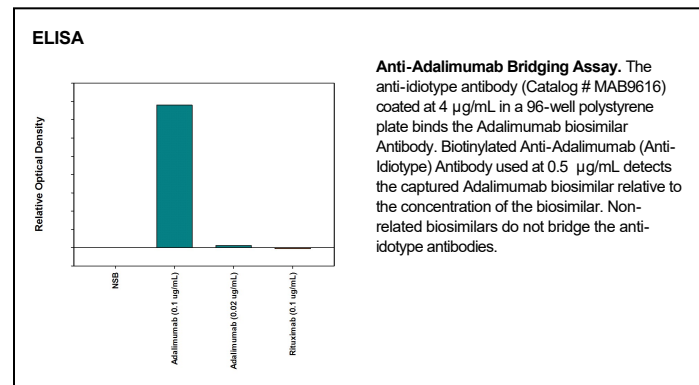 ELISA
Relative Optical Density
NSB
Adalimumab (0.1 ug/mL)
Adalimumab (0.02 ug/mL)
Rituximab (0.1 ug/mL)
Anti-Adalimumab Bridging Assay. The
anti-idiotype antibody (Catalog # MAB9616)
coated at 4 µg/mL in a 96-well polystyrene
plate binds the Adalimumab biosimilar
Antibody. Biotinylated Anti-Adalimumab (Anti-
Idiotype) Antibody used at 0.5 µg/mL detects
the captured Adalimumab biosimilar relative to
the concentration of the biosimilar. Non-
related biosimilars do not bridge the anti-
idotype antibodies.